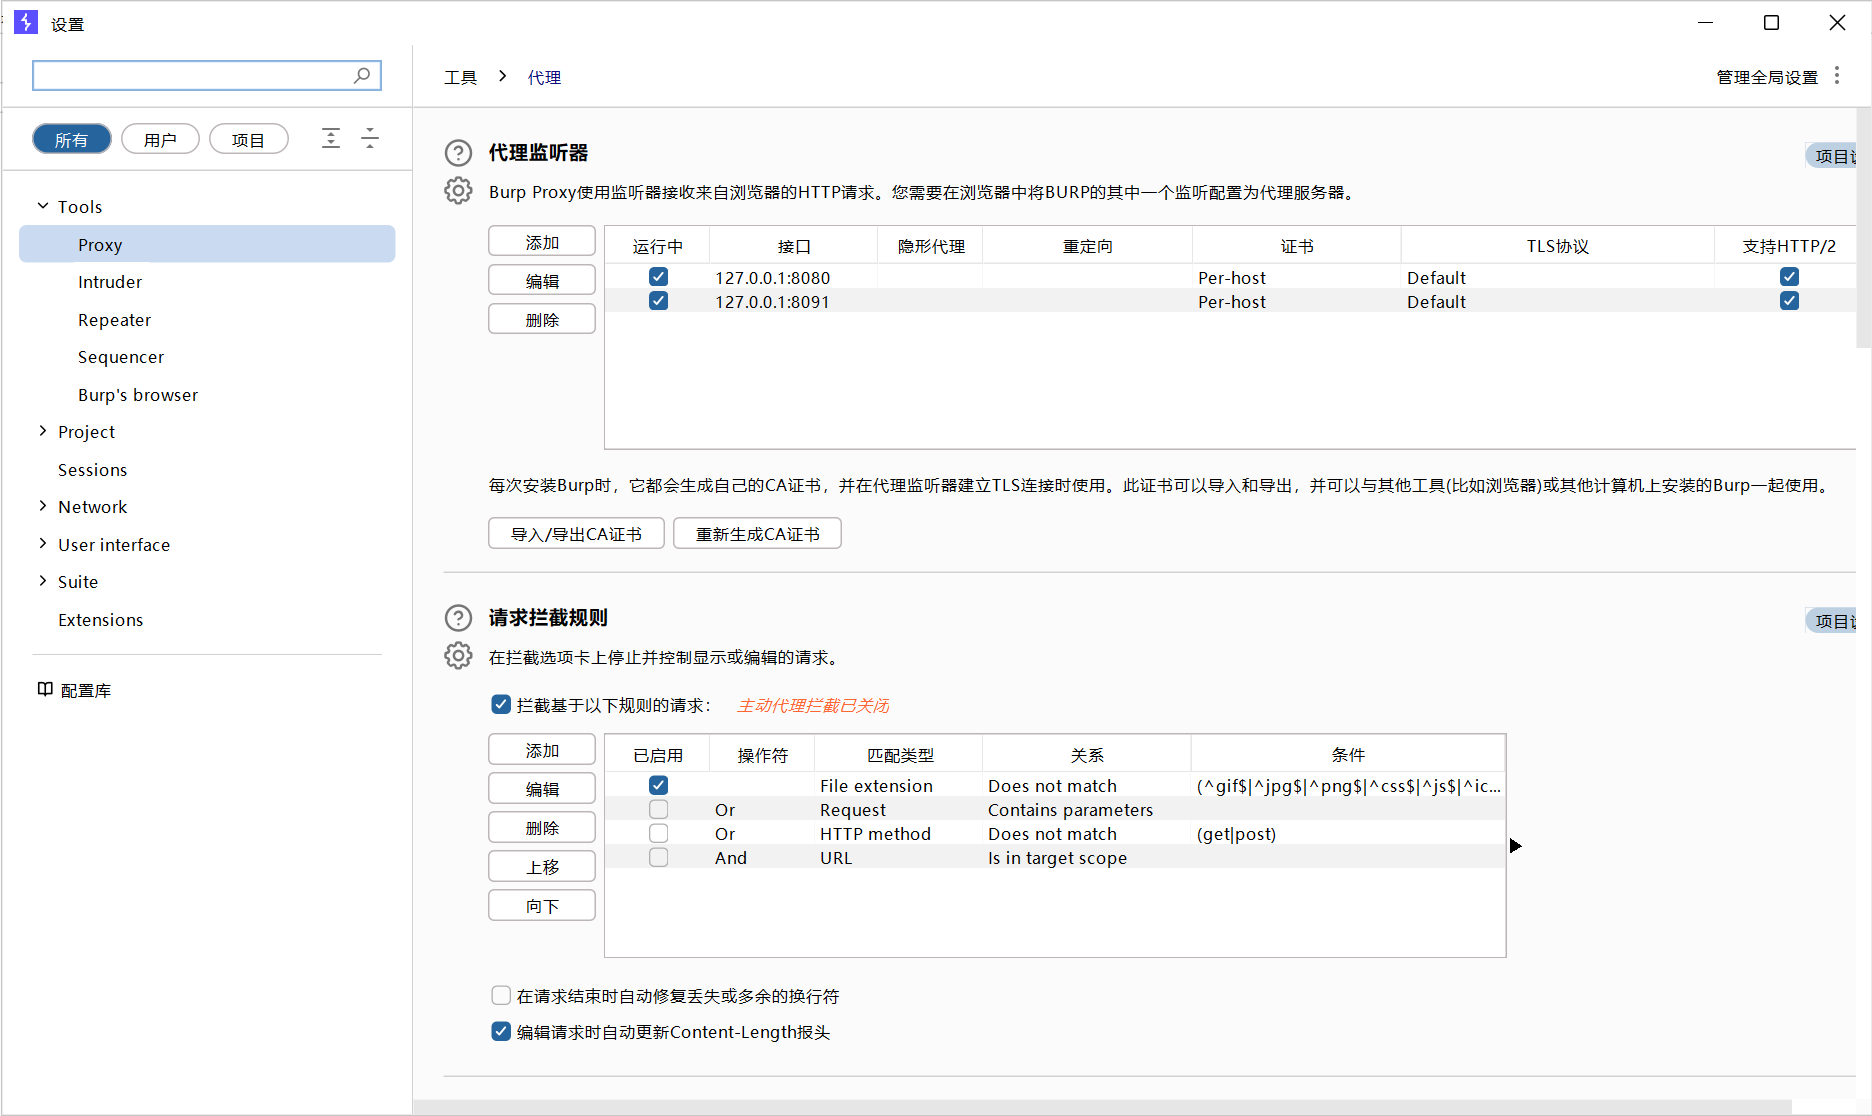 设置
工具 > 代理
管理全局设置
所有 用户 项目
Tools
Proxy
Intruder
Repeater
Sequencer
Burp's browser
Project
Sessions
Network
User interface
Suite
Extensions
配置库
代理监听器
项目设
Burp Proxy使用监听器接收来自浏览器的HTTP请求。您需要在浏览器中将BURP的其中一个监听配置为代理服务器。
添加
编辑
删除
运行中 接口 隐形代理 重定向 证书 TLS协议 支持HTTP/2
127.0.0.1:8080 Per-host Default
127.0.0.1:8091 Per-host Default
每次安装Burp时，它都会生成自己的CA证书，并在代理监听器建立TLS连接时使用。此证书可以导入和导出，并可以与其他工具(比如浏览器)或其他计算机上安装的Burp一起使用。
导入/导出CA证书 重新生成CA证书
请求拦截规则
项目设
在拦截选项卡上停止并控制显示或编辑的请求。
拦截基于以下规则的请求： 主动代理拦截已关闭
添加
编辑
删除
上移
向下
已启用 操作符 匹配类型 关系 条件
File extension Does not match (^gif$|^jpg$|^png$|^css$|^js$|^ic...
Or Request Contains parameters
Or HTTP method Does not match (get|post)
And URL Is in target scope
在请求结束时自动修复丢失或多余的换行符
编辑请求时自动更新Content-Length报头